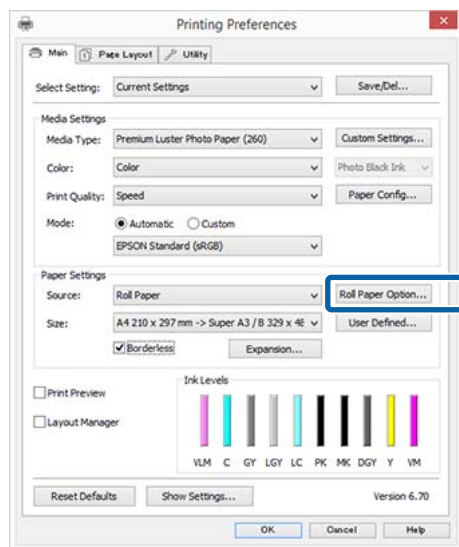 Printing Preferences
Main Page Layout Utility
Select Setting: Current Settings Save/Del...
Media Settings
Media Type: Premium Luster Photo Paper (260) Custom Settings...
Color: Color Photo Black Ink
Print Quality: Speed Paper Config...
Mode: Automatic Custom
EPSON Standard (sRGB)
Paper Settings
Source: Roll Paper Roll Paper Option...
Size: A4 210 x 297 mm -> Super A3 / B 329 x 48 User Defined...
Borderless Expansion...
Print Preview
Layout Manager
Ink Levels
VLM C GY LGY LC PK MK DGY Y VM
Reset Defaults Show Settings... Version 6.70
OK Cancel Help